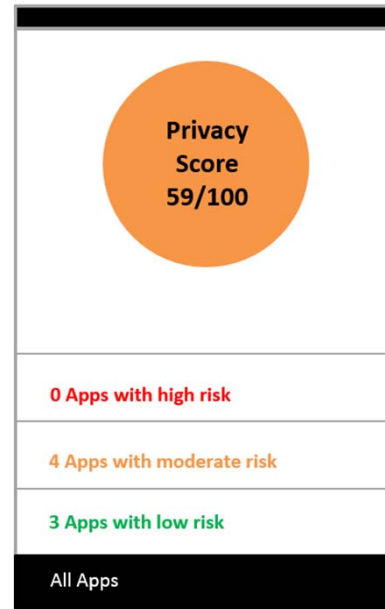 Privacy
Score
59/100
0 Apps with high risk
4 Apps with moderate risk
3 Apps with low risk
All Apps